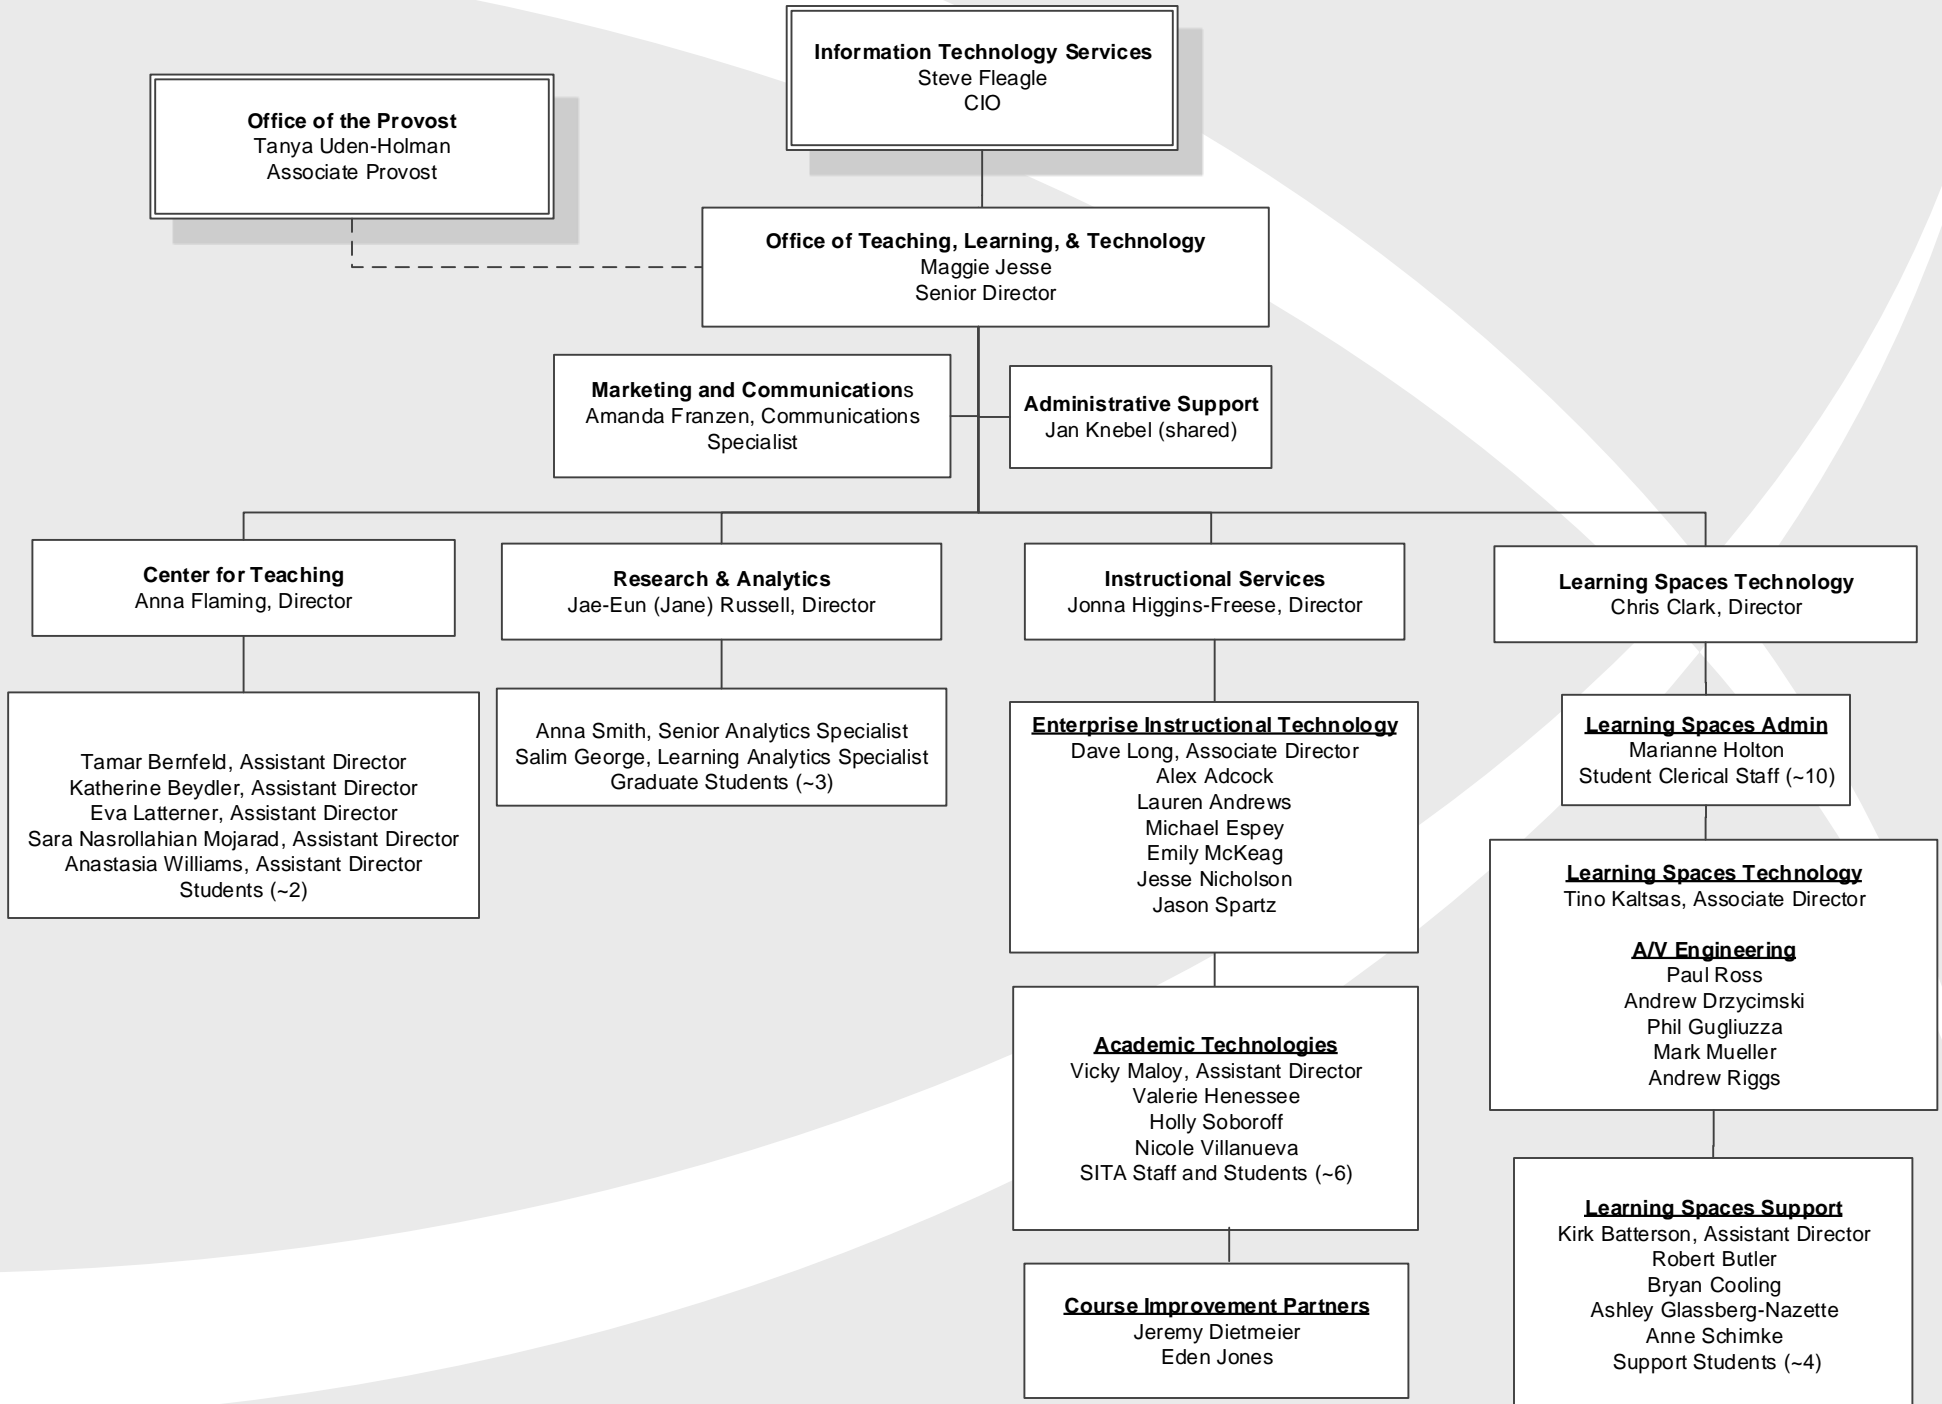 Information Technology Services
Steve Fleagle
CIO
Office of the Provost
Tanya Uden-Holman
Associate Provost
Office of Teaching, Learning, & Technology
Maggie Jesse
Senior Director
Marketing and Communications
Amanda Franzen, Communications
Specialist
Administrative Support
Jan Knebel (shared)
Center for Teaching
Anna Flaming, Director
Research & Analytics
Jae-Eun (Jane) Russell, Director
Instructional Services
Jonna Higgins-Freese, Director
Learning Spaces Technology
Chris Clark, Director
Tamar Bernfeld, Assistant Director
Katherine Beydler, Assistant Director
Eva Latterner, Assistant Director
Sara Nasrollahian Mojarad, Assistant Director
Anastasia Williams, Assistant Director
Students (~2)
Anna Smith, Senior Analytics Specialist
Salim George, Learning Analytics Specialist
Graduate Students (~3)
Enterprise Instructional Technology
Dave Long, Associate Director
Alex Adcock
Lauren Andrews
Michael Espey
Emily McKeag
Jesse Nicholson
Jason Spartz
Academic Technologies
Vicky Maloy, Assistant Director
Valerie Henessee
Holly Soboroff
Nicole Villanueva
SITA Staff and Students (~6)
Course Improvement Partners
Jeremy Dietmeier
Eden Jones
Learning Spaces Admin
Marianne Holton
Student Clerical Staff (~10)
Learning Spaces Technology
Tino Kaltsas, Associate Director
A/V Engineering
Paul Ross
Andrew Drzycimski
Phil Gugliuzza
Mark Mueller
Andrew Riggs
Learning Spaces Support
Kirk Batterson, Assistant Director
Robert Butler
Bryan Cooling
Ashley Glassberg-Nazette
Anne Schimke
Support Students (~4)